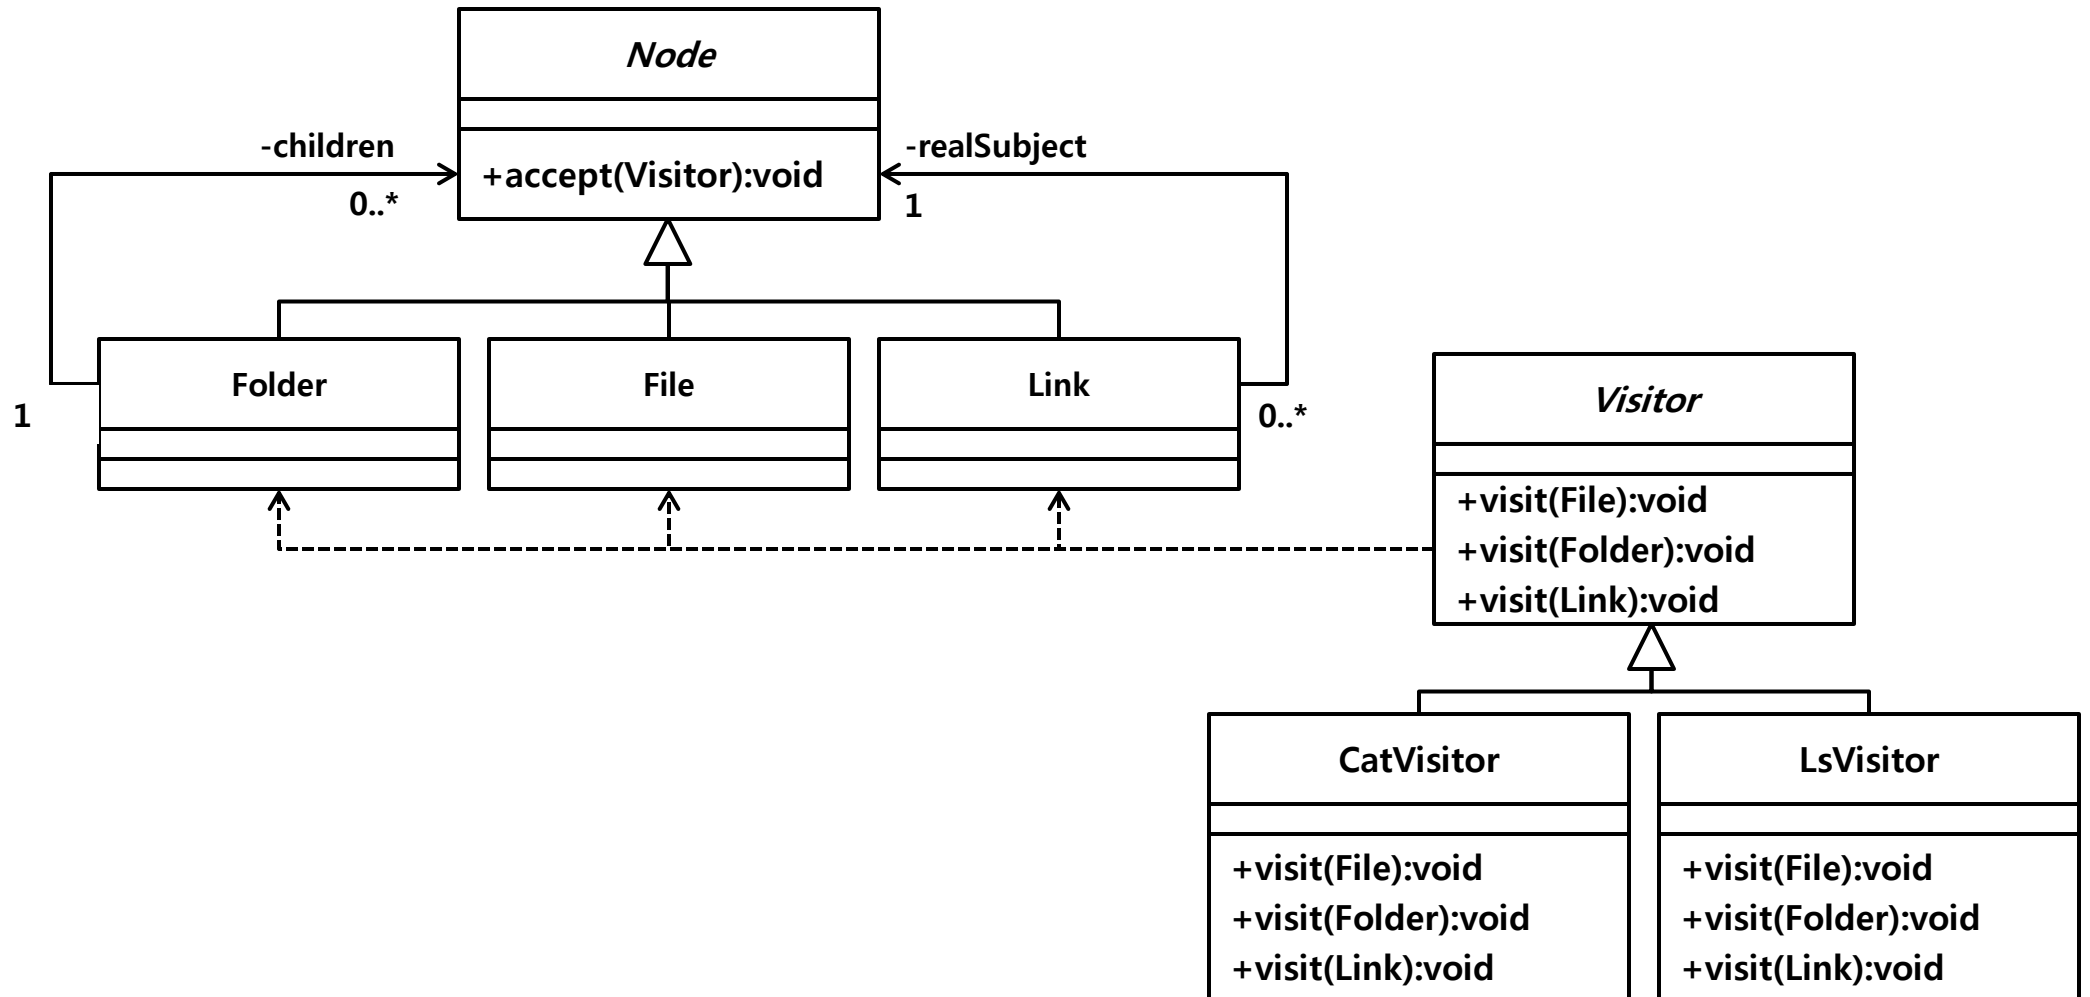 Node
-children
-realSubject
+accept(Visitor):void
0..*
1
Folder
File
Link
1
0..*
Visitor
+visit(File):void
+visit(Folder):void
+visit(Link):void
CatVisitor
LsVisitor
+visit(File):void
+visit(Folder):void
+visit(Link):void
+visit(File):void
+visit(Folder):void
+visit(Link):void